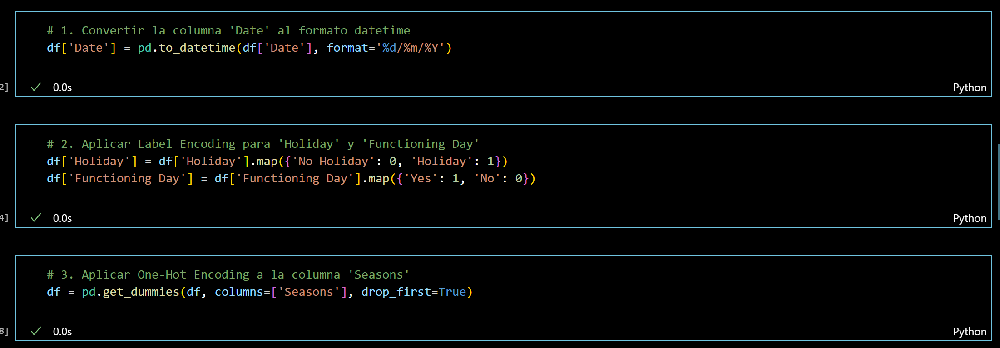 # 1. Convertir la columna 'Date' al formato datetime
df['Date'] = pd.to_datetime(df['Date'], format='%d/%m/%Y')
2]
0.0s
Python
# 2. Aplicar Label Encoding para 'Holiday' y 'Functioning Day'
df['Holiday'] = df['Holiday'].map({'No Holiday': 0, 'Holiday': 1})
df['Functioning Day'] = df['Functioning Day'].map({'Yes': 1, 'No': 0})
4]
0.0s
Python
# 3. Aplicar One-Hot Encoding a la columna 'Seasons'
df = pd.get_dummies(df, columns=['Seasons'], drop_first=True)
8]
0.0s
Python